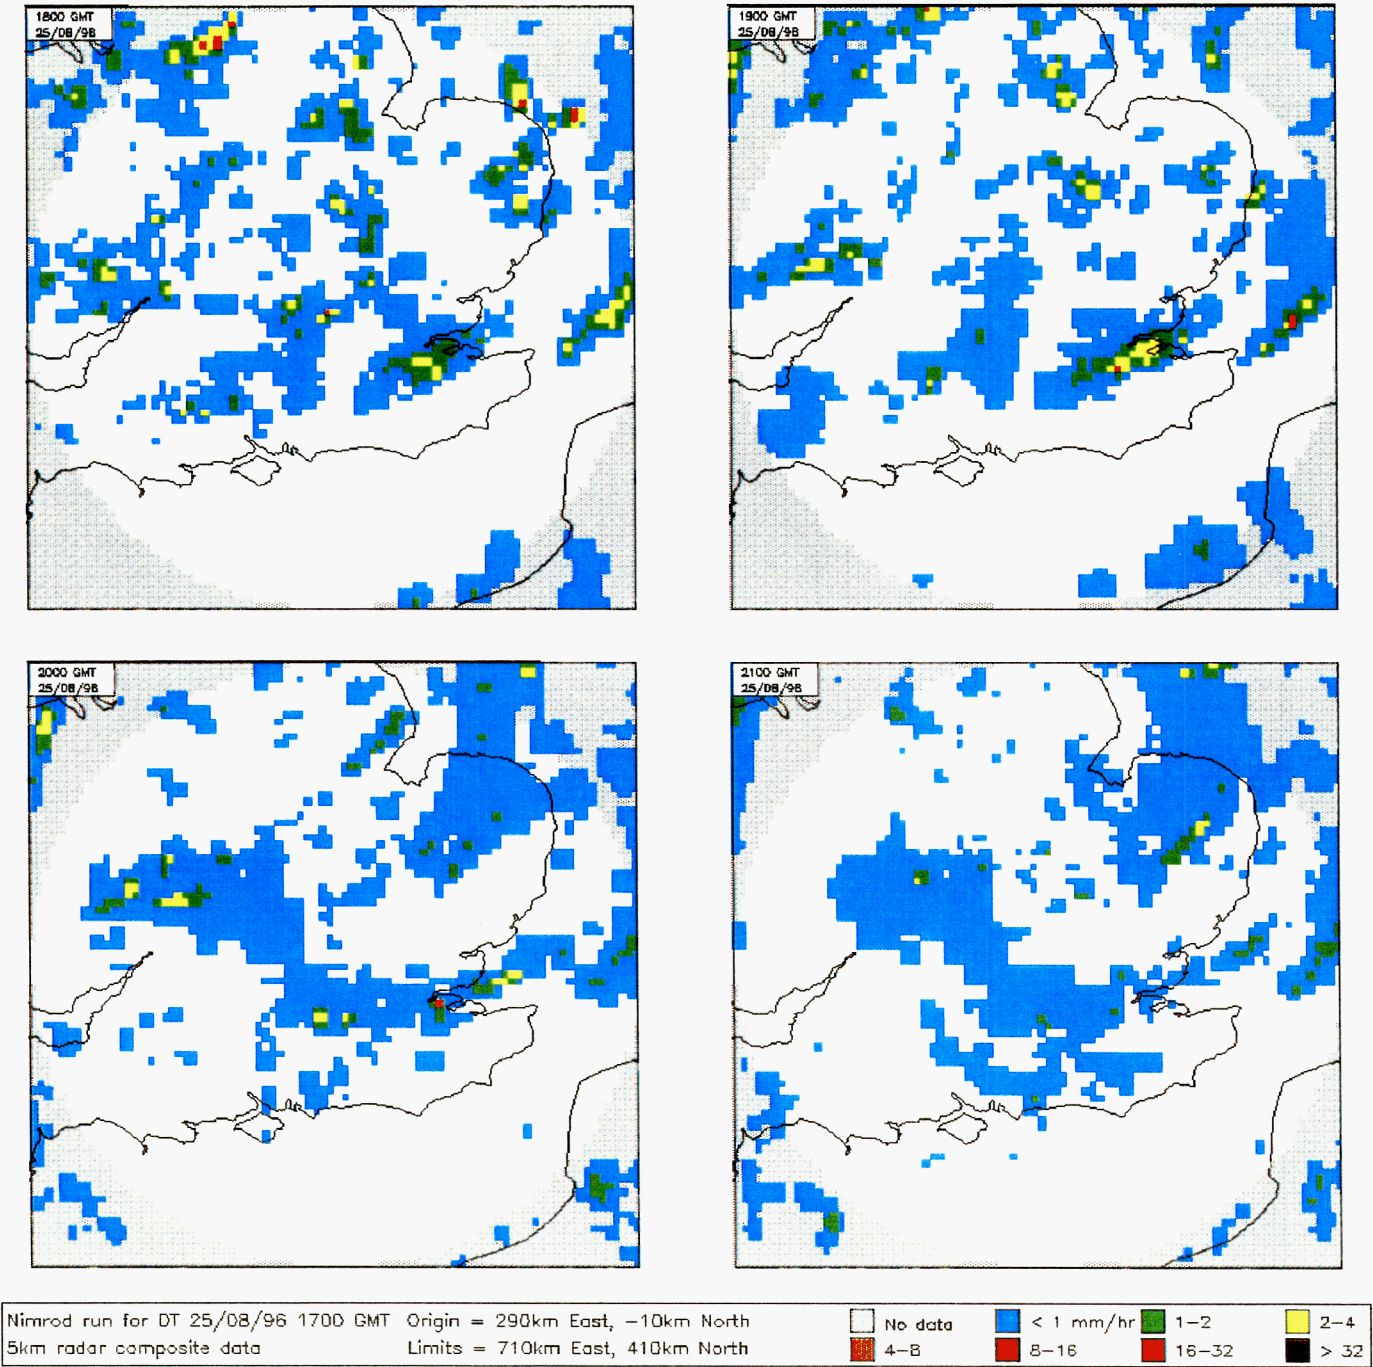 1800 GMT
25/08/96
1900 GMT
25/08/96
2000 GMT
25/08/96
2100 GMT
25/08/96
Nimrod run for DT 25/08/96 1700 GMT Origin = 290km East, -10km North
5km radar composite data Limits = 710km East, 410km North
No data < 1 mm/hr 1-2 2-4
4-8 8-16 16-32 > 32